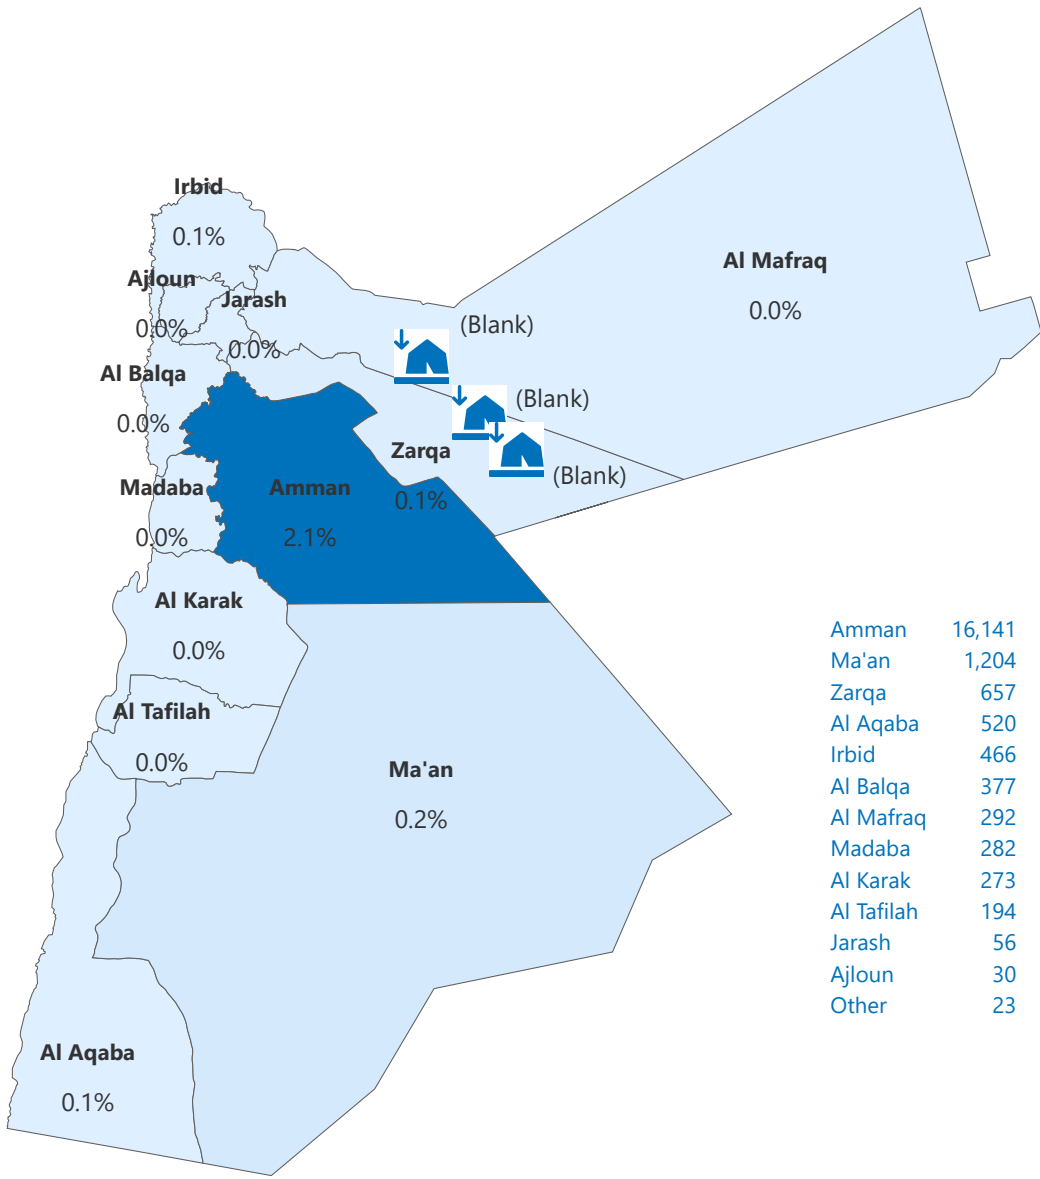 Irbid
0.1%
Al Mafraq
0.0%
Ajloun
0.0%
Jarash
0.0%
(Blank)
Al Balqa
0.0%
(Blank)
Zarqa
0.1%
(Blank)
Madaba
0.0%
Amman
2.1%
Al Karak
0.0%
Al Tafilah
0.0%
Ma'an
0.2%
Al Aqaba
0.1%
Amman 16,141
Ma'an 1,204
Zarqa 657
Al Aqaba 520
Irbid 466
Al Balqa 377
Al Mafraq 292
Madaba 282
Al Karak 273
Al Tafilah 194
Jarash 56
Ajloun 30
Other 23